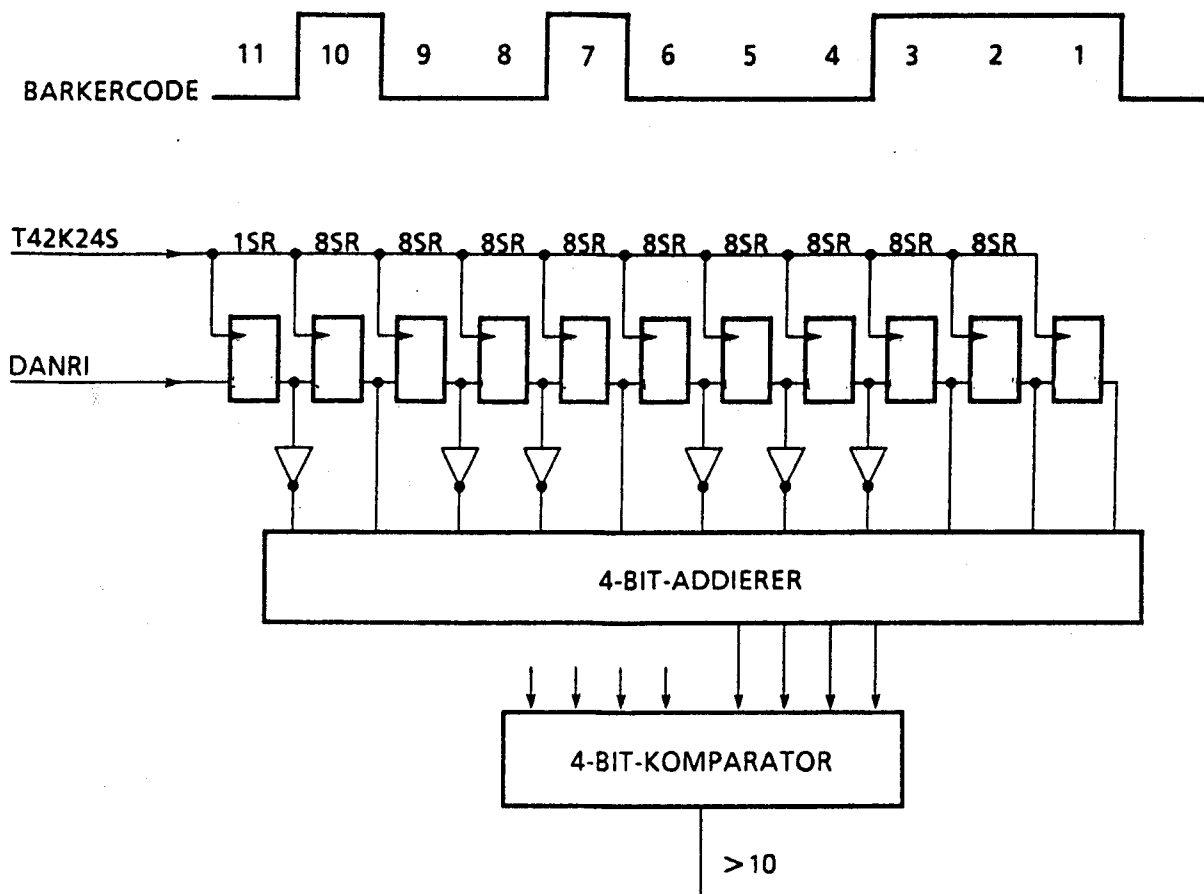 11 10 9 8 7 6 5 4 3 2 1
BARKERCODE
T42K24S
1SR 8SR 8SR 8SR 8SR 8SR 8SR 8SR 8SR 8SR
DANRI
4-BIT-ADDIERER
4-BIT-KOMPARATOR
>10